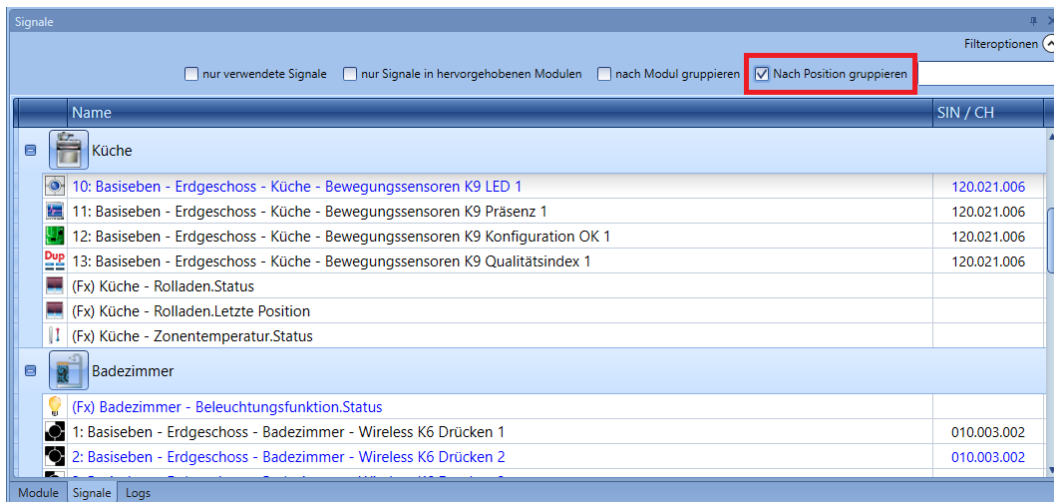 Signale
Filteroptionen
nur verwendete Signale nur Signale in hervorgehobenen Modulen nach Modul gruppieren Nach Position gruppieren
Name SIN / CH
Küche
10: Basiseben - Erdgeschoss - Küche - Bewegungssensoren K9 LED 1 120.021.006
11: Basiseben - Erdgeschoss - Küche - Bewegungssensoren K9 Präsenz 1 120.021.006
12: Basiseben - Erdgeschoss - Küche - Bewegungssensoren K9 Konfiguration OK 1 120.021.006
Dup 13: Basiseben - Erdgeschoss - Küche - Bewegungssensoren K9 Qualitätsindex 1 120.021.006
(Fx) Küche - Rolladen.Status
(Fx) Küche - Rolladen.Letzte Position
(Fx) Küche - Zonentemperatur.Status
Badezimmer
(Fx) Badezimmer - Beleuchtungsfunktion.Status
1: Basiseben - Erdgeschoss - Badezimmer - Wireless K6 Drücken 1 010.003.002
2: Basiseben - Erdgeschoss - Badezimmer - Wireless K6 Drücken 2 010.003.002
Module Signale Logs